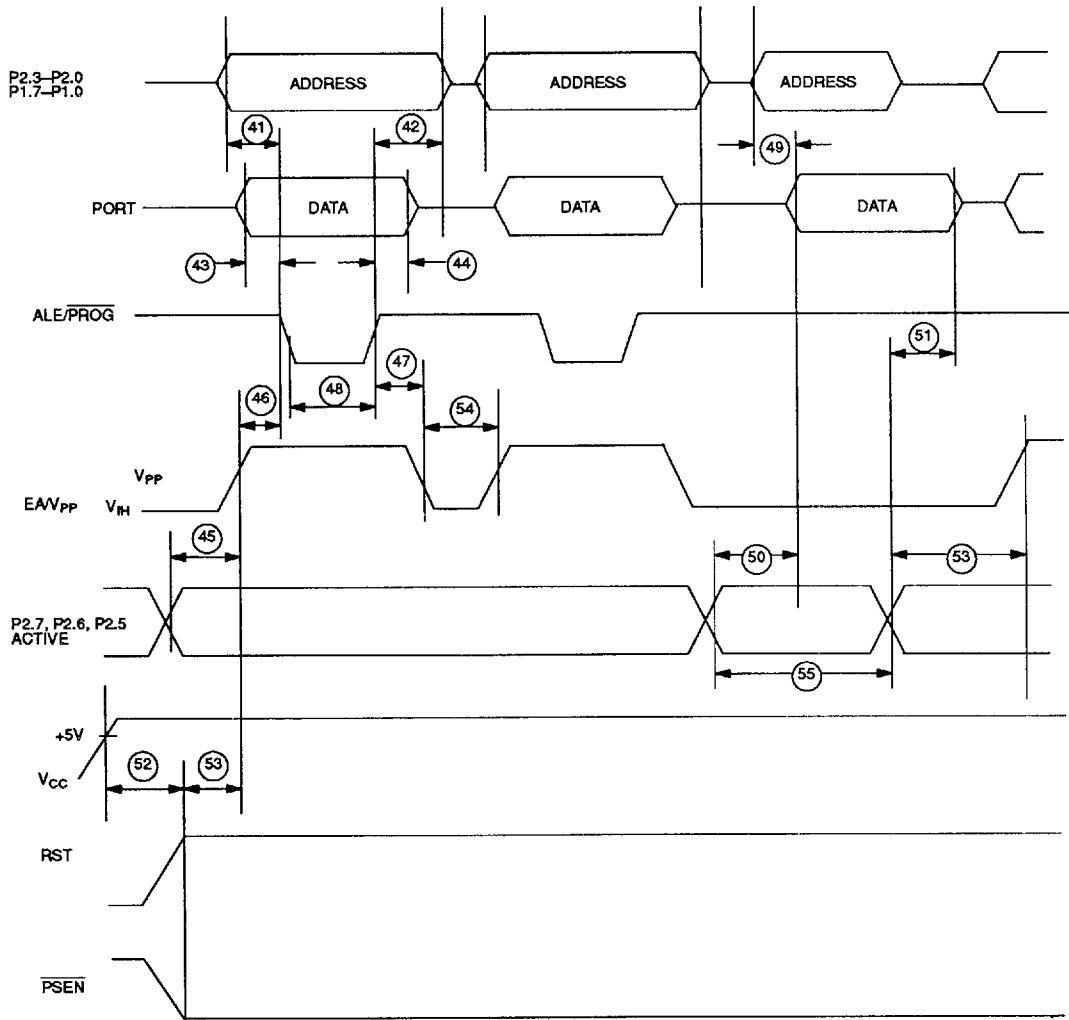 P2.3–P2.0
P1.7–P1.0
ADDRESS
ADDRESS
ADDRESS
41
42
49
PORT
DATA
DATA
DATA
43
44
ALE/PROG
51
46
48
47
54
VPP
EA/VPP
VIH
45
50
53
P2.7, P2.6, P2.5
ACTIVE
55
+5V
VCC
52
53
RST
PSEN